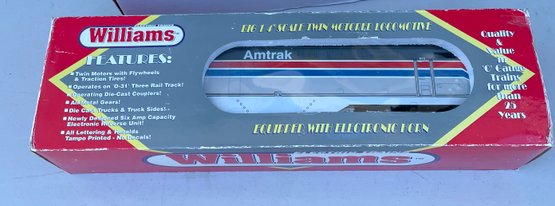 Williams
BIG 1/4" SCALE TWIN MOTORED LOCOMOTIVE
FEATURES:
Twin Motors with Flywheels
& Traction Tires!
Operates on 'O-31' Three Rail Track!
Operating Die-Cast Couplers!
All Metal Gears!
Die Cast Trucks & Truck Sides!
Newly Designed Six Amp Capacity
Electronic Reverse Unit!
All Lettering & Heralds
Tampo Printed - No Decals!
Amtrak
Quality
&
Value
in
'O' Gauge
Trains
for more
than
25
Years
EQUIPPED WITH ELECTRONIC HORN
Williams